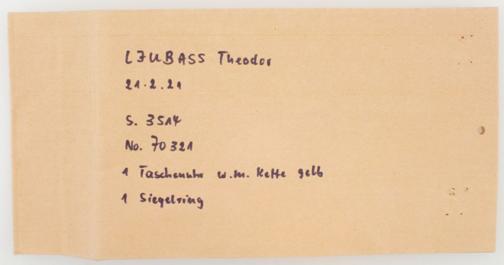 LJUBASS Theodor
21.2.21
S. 3514
No. 70321
1 Taschenuhr w.m. Kette gelb
1 Siegelring